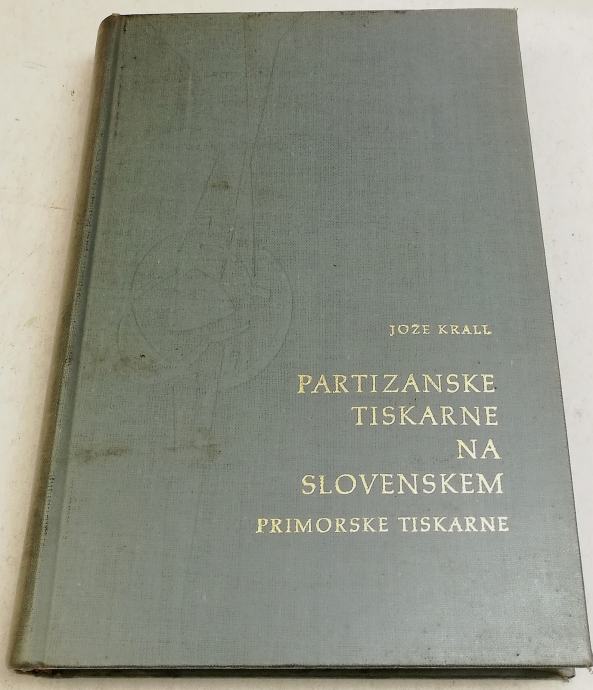 JOŽE KRALL
PARTIZANSKE
TISKARNE
NA
SLOVENSKEM
PRIMORSKE TISKARNE